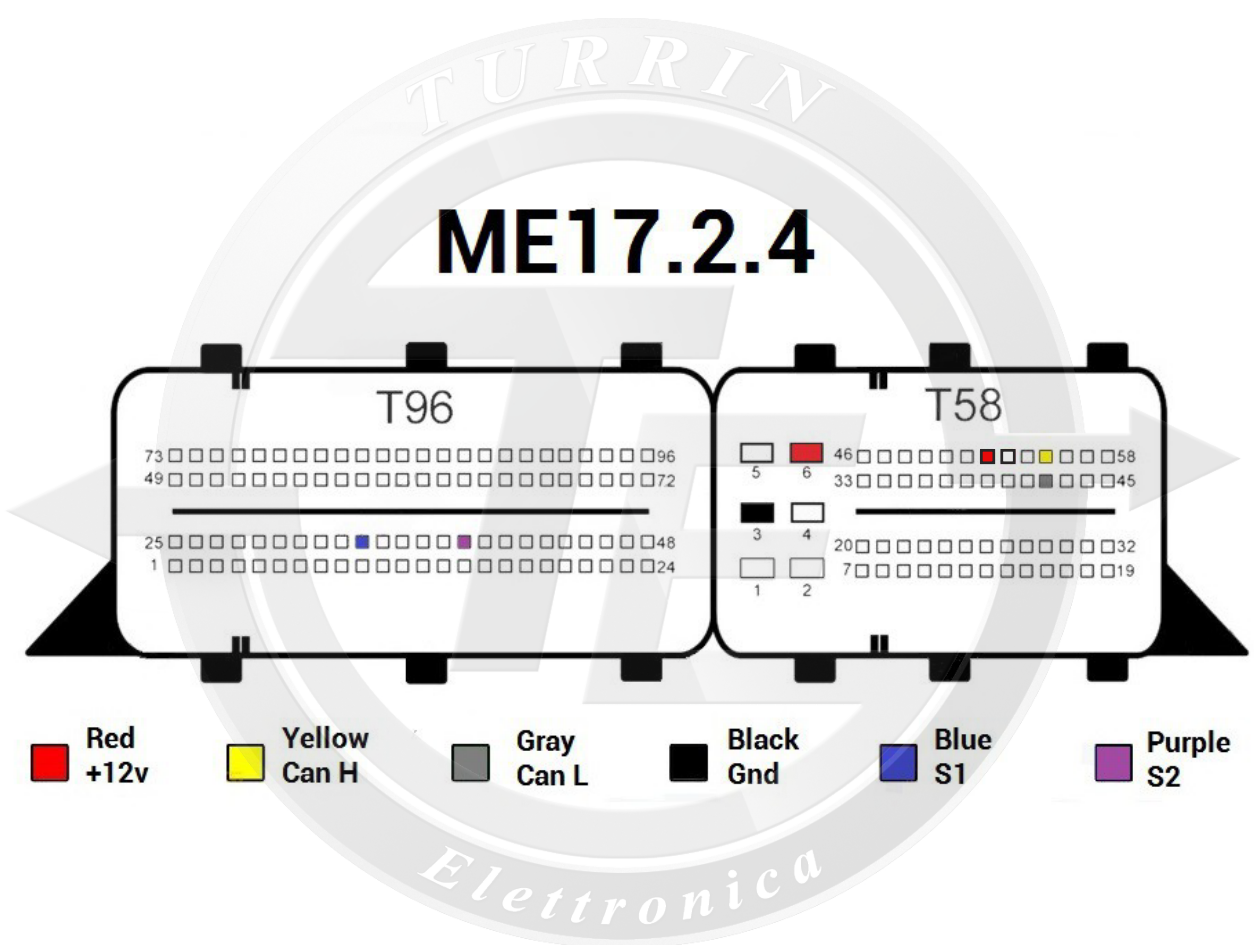 TURRIN
ME17.2.4
T96
T58
73
96
49
72
25
48
1
24
5
6
3
4
1
2
46
58
33
45
20
32
7
19
Red
+12v
Yellow
Can H
Gray
Can L
Black
Gnd
Blue
S1
Purple
S2
Elettronica